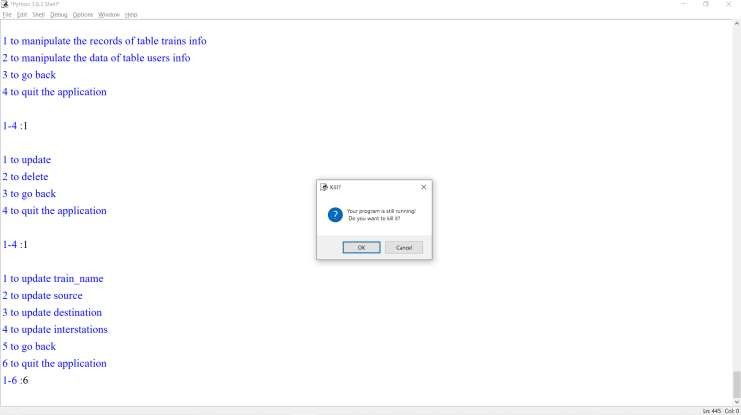 *Python 3.8.2 Shell*
File Edit Shell Debug Options Window Help
1 to manipulate the records of table trains info
2 to manipulate the data of table users info
3 to go back
4 to quit the application
1-4 :1
1 to update
2 to delete
3 to go back
4 to quit the application
1-4 :1
1 to update train_name
2 to update source
3 to update destination
4 to update interstations
5 to go back
6 to quit the application
1-6 :6
Kill?
Your program is still running!
Do you want to kill it?
OK Cancel
Ln: 445 Col: 0